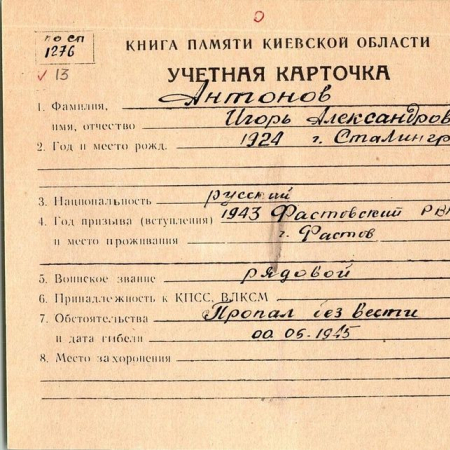 ПО СП
1276
√ 13
КНИГА ПАМЯТИ КИЕВСКОЙ ОБЛАСТИ
УЧЕТНАЯ КАРТОЧКА
1. Фамилия, Антонов
имя, отчество Игорь Александров
2. Год и место рожд. 1924 г. Сталингр
3. Национальность русский
4. Год призыва (вступления) 1943 Фастовский РВК
и место проживания г. Фастов
5. Воинское звание рядовой
6. Принадлежность к КПСС, ВЛКСМ
7. Обстоятельства Пропал без вести
и дата гибели 00.05.1945
8. Место захоронения